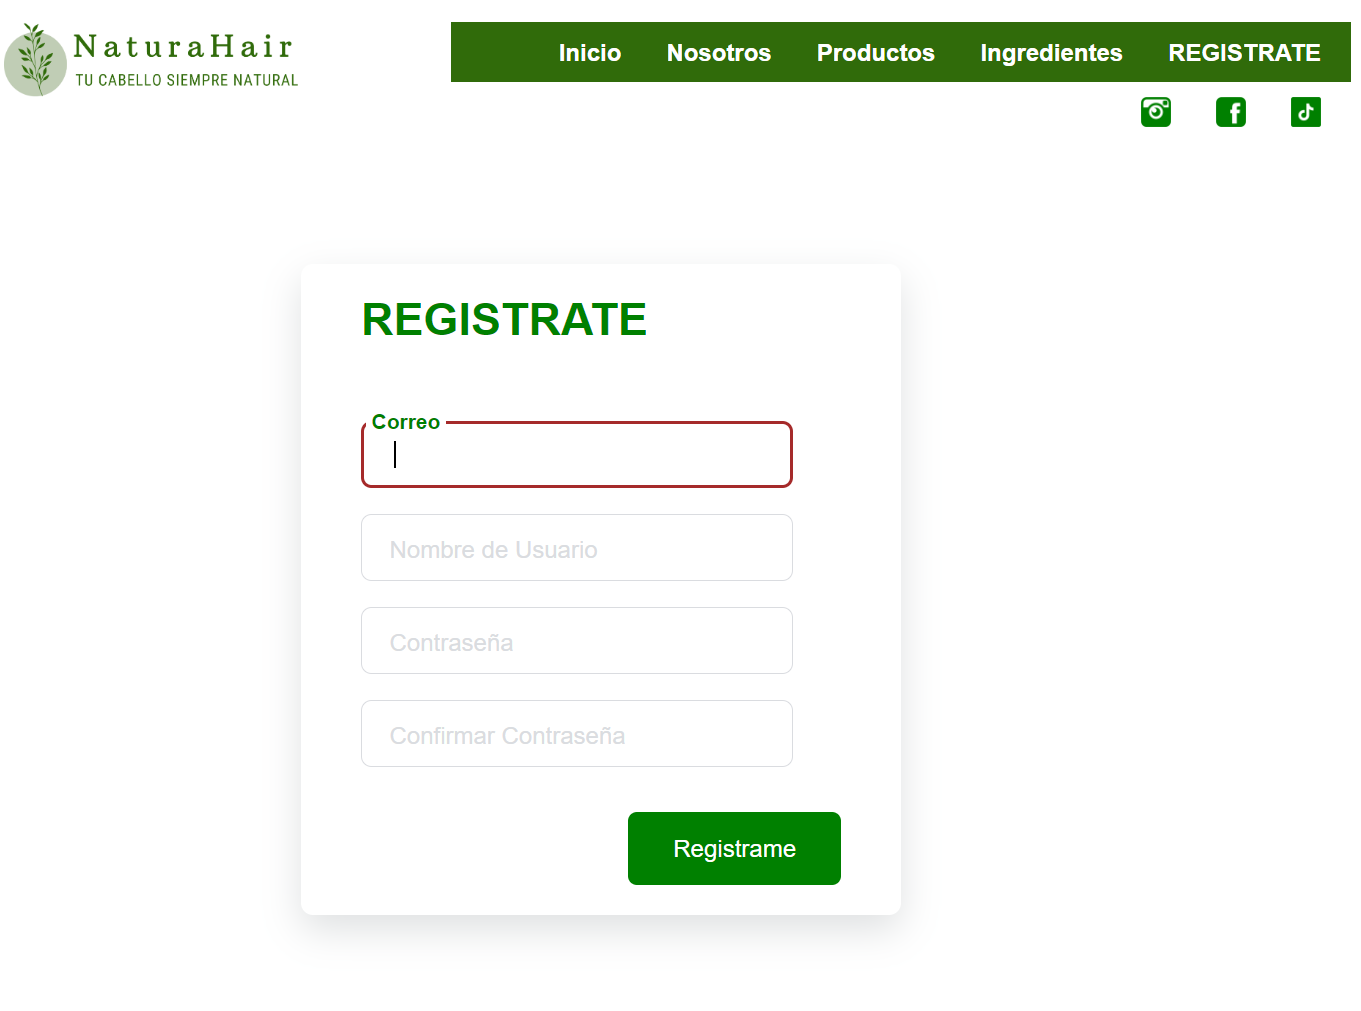 NaturaHair
TU CABELLO SIEMPRE NATURAL
Inicio Nosotros Productos Ingredientes REGISTRATE
REGISTRATE
Correo
Nombre de Usuario
Contraseña
Confirmar Contraseña
Registrame